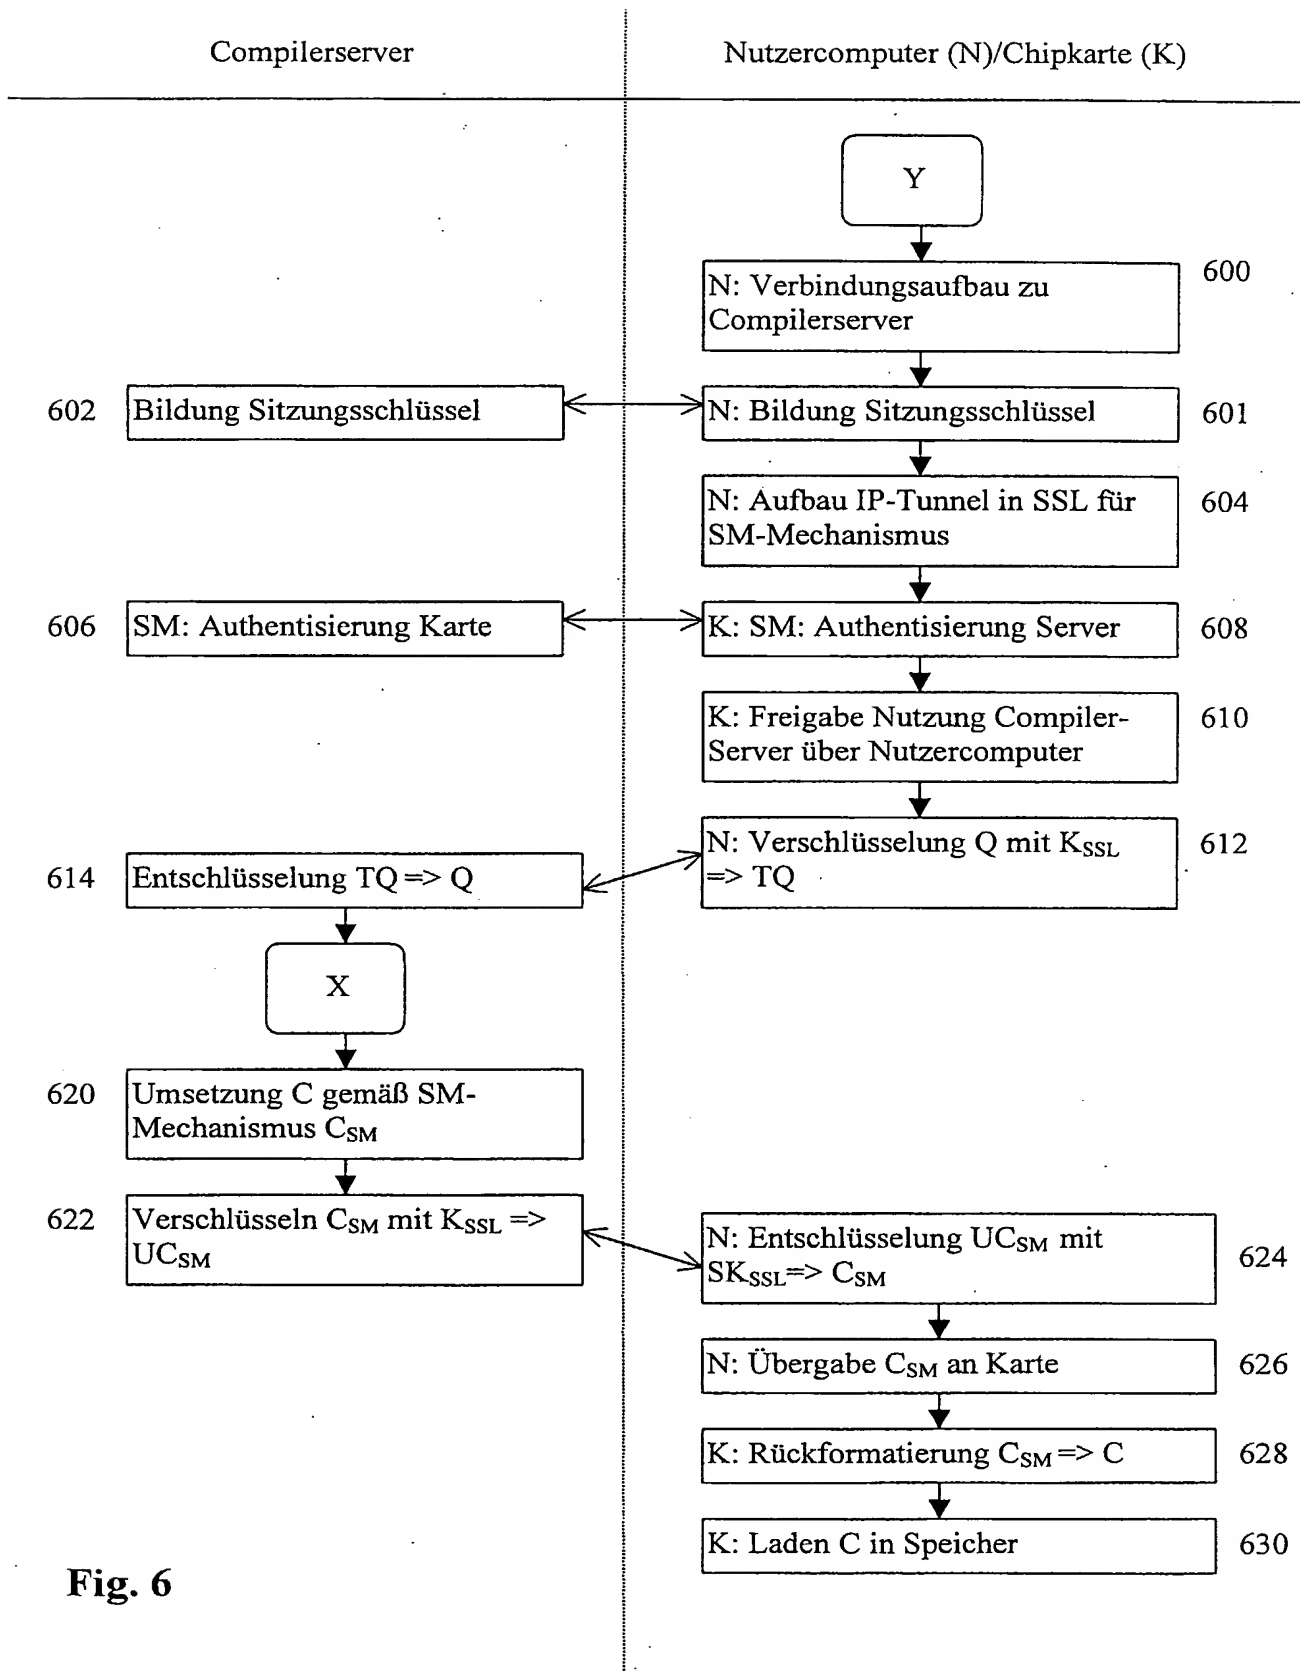 Compilerserver
Nutzercomputer (N)/Chipkarte (K)
Y
600
N: Verbindungsaufbau zu
Compilerserver
602
Bildung Sitzungsschlüssel
N: Bildung Sitzungsschlüssel
601
N: Aufbau IP-Tunnel in SSL für
SM-Mechanismus
604
606
SM: Authentisierung Karte
K: SM: Authentisierung Server
608
K: Freigabe Nutzung Compiler-
Server über Nutzercomputer
610
N: Verschlüsselung Q mit KSSL
=> TQ
612
614
Entschlüsselung TQ => Q
X
620
Umsetzung C gemäß SM-
Mechanismus CSM
622
Verschlüsseln CSM mit KSSL =>
UCSM
N: Entschlüsselung UCSM mit
SKSSL=> CSM
624
N: Übergabe CSM an Karte
626
K: Rückformatierung CSM => C
628
K: Laden C in Speicher
630
Fig. 6